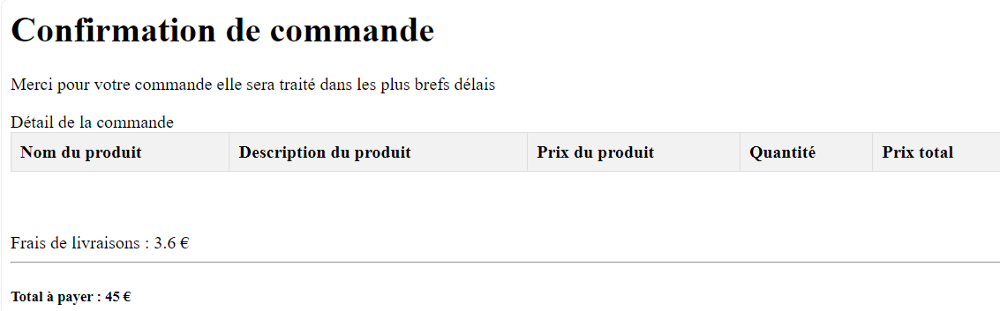 Confirmation de commande
Merci pour votre commande elle sera traité dans les plus brefs délais
Détail de la commande
Nom du produit Description du produit Prix du produit Quantité Prix total
Frais de livraisons : 3.6 €
Total à payer : 45 €